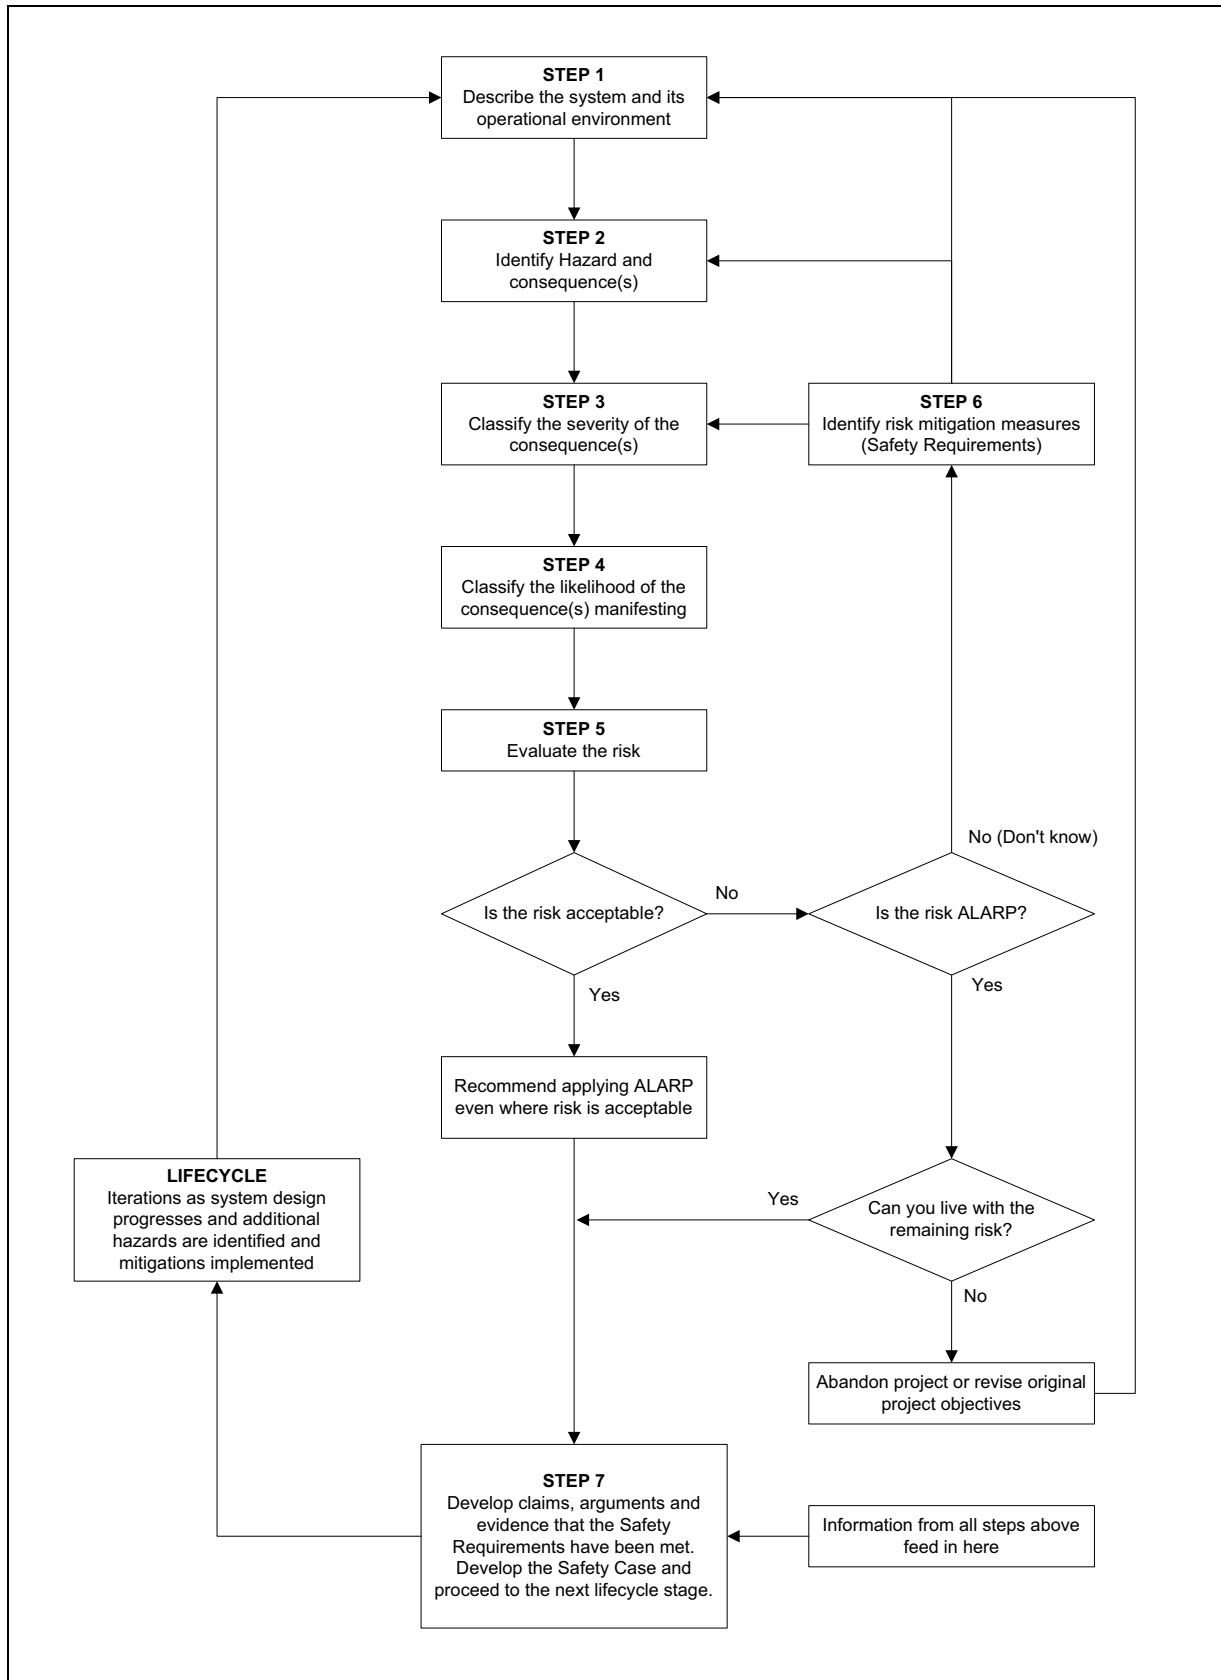 STEP 1
Describe the system and its
operational environment
STEP 2
Identify Hazard and
consequence(s)
STEP 3
Classify the severity of the
consequence(s)
STEP 6
Identify risk mitigation measures
(Safety Requirements)
STEP 4
Classify the likelihood of the
consequence(s) manifesting
STEP 5
Evaluate the risk
No (Don't know)
Is the risk acceptable?
No
Is the risk ALARP?
Yes
Yes
Recommend applying ALARP
even where risk is acceptable
LIFECYCLE
Iterations as system design
progresses and additional
hazards are identified and
mitigations implemented
Yes
Can you live with the
remaining risk?
No
Abandon project or revise original
project objectives
STEP 7
Develop claims, arguments and
evidence that the Safety
Requirements have been met.
Develop the Safety Case and
proceed to the next lifecycle stage.
Information from all steps above
feed in here